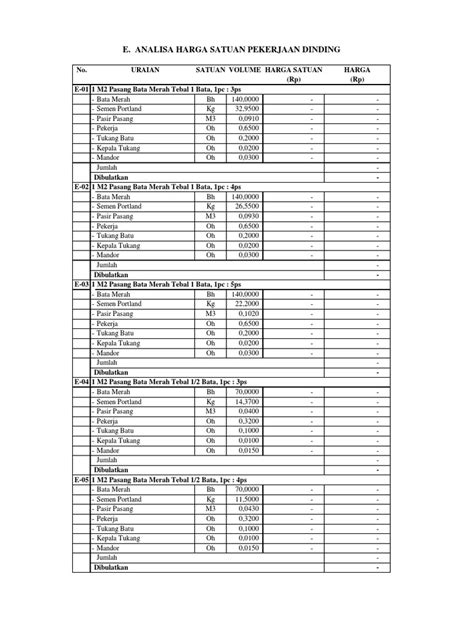 E. ANALISA HARGA SATUAN PEKERJAAN DINDING
No. URAIAN SATUAN VOLUME HARGA SATUAN HARGA
(Rp) (Rp)
E-01 1 M2 Pasang Bata Merah Tebal 1 Bata, 1pc : 3ps
- Bata Merah Bh 140,0000 - -
- Semen Portland Kg 32,9500 - -
- Pasir Pasang M3 0,0910 - -
- Pekerja Oh 0,6500 - -
- Tukang Batu Oh 0,2000 - -
- Kepala Tukang Oh 0,0200 - -
- Mandor Oh 0,0300 - -
Jumlah -
Dibulatkan -
E-02 1 M2 Pasang Bata Merah Tebal 1 Bata, 1pc : 4ps
- Bata Merah Bh 140,0000 - -
- Semen Portland Kg 26,5500 - -
- Pasir Pasang M3 0,0930 - -
- Pekerja Oh 0,6500 - -
- Tukang Batu Oh 0,2000 - -
- Kepala Tukang Oh 0,0200 - -
- Mandor Oh 0,0300 - -
Jumlah -
Dibulatkan -
E-03 1 M2 Pasang Bata Merah Tebal 1 Bata, 1pc : 5ps
- Bata Merah Bh 140,0000 - -
- Semen Portland Kg 22,2000 - -
- Pasir Pasang M3 0,1020 - -
- Pekerja Oh 0,6500 - -
- Tukang Batu Oh 0,2000 - -
- Kepala Tukang Oh 0,0200 - -
- Mandor Oh 0,0300 - -
Jumlah -
Dibulatkan -
E-04 1 M2 Pasang Bata Merah Tebal 1/2 Bata, 1pc : 3ps
- Bata Merah Bh 70,0000 - -
- Semen Portland Kg 14,3700 - -
- Pasir Pasang M3 0,0400 - -
- Pekerja Oh 0,3200 - -
- Tukang Batu Oh 0,1000 - -
- Kepala Tukang Oh 0,0100 - -
- Mandor Oh 0,0150 - -
Jumlah -
Dibulatkan -
E-05 1 M2 Pasang Bata Merah Tebal 1/2 Bata, 1pc : 4ps
- Bata Merah Bh 70,0000 - -
- Semen Portland Kg 11,5000 - -
- Pasir Pasang M3 0,0430 - -
- Pekerja Oh 0,3200 - -
- Tukang Batu Oh 0,1000 - -
- Kepala Tukang Oh 0,0100 - -
- Mandor Oh 0,0150 - -
Jumlah -
Dibulatkan -